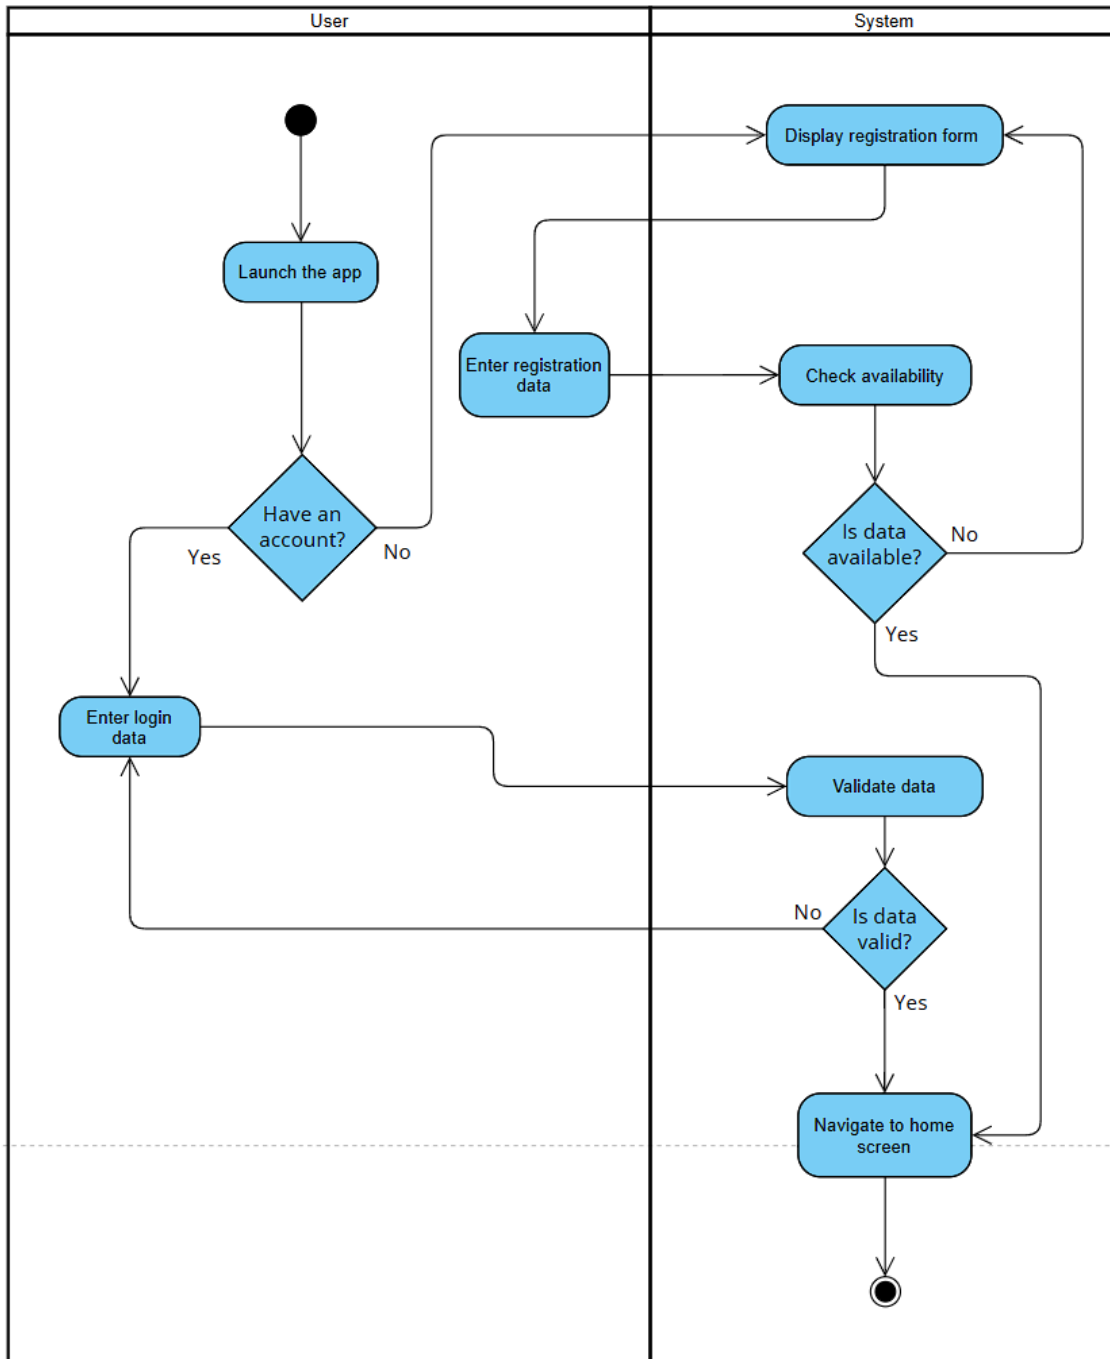 User
System
Display registration form
Launch the app
Enter registration
data
Check availability
Have an
account?
Yes
No
Is data
available?
No
Yes
Enter login
data
Validate data
No
Is data
valid?
Yes
Navigate to home
screen